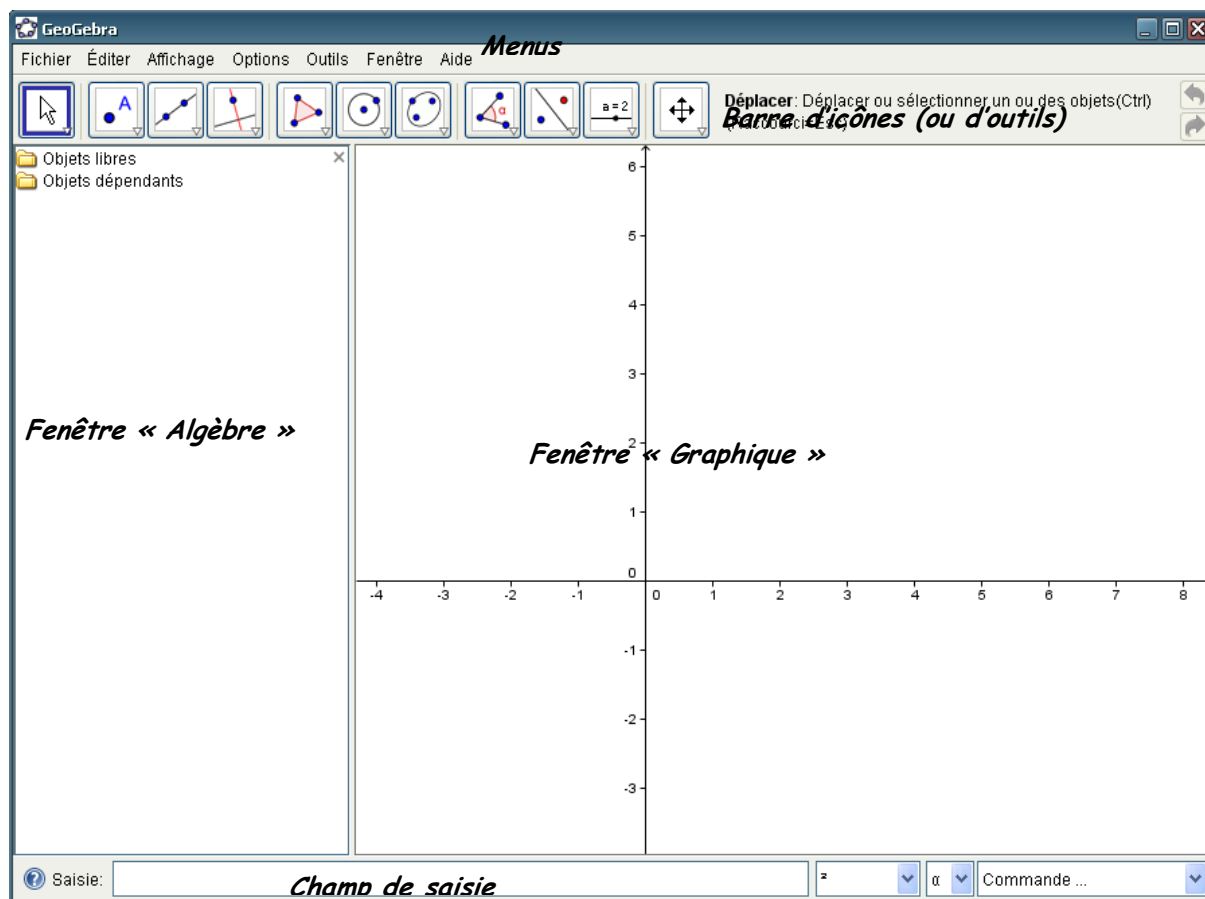 GeoGebra
Fichier Éditer Affichage Options Outils Fenêtre Aide
Menus
A
α
a = 2
Déplacer: Déplacer ou sélectionner un ou des objets(Ctrl)
(Raccourci=Esc)
Barre d'icônes (ou d'outils)
Objets libres
Objets dépendants
Fenêtre « Algèbre »
Fenêtre « Graphique »
6
5
4
3
2
1
0
-4 -3 -2 -1 0 1 2 3 4 5 6 7 8
-1
-2
-3
Saisie:
Champ de saisie
² α Commande ...